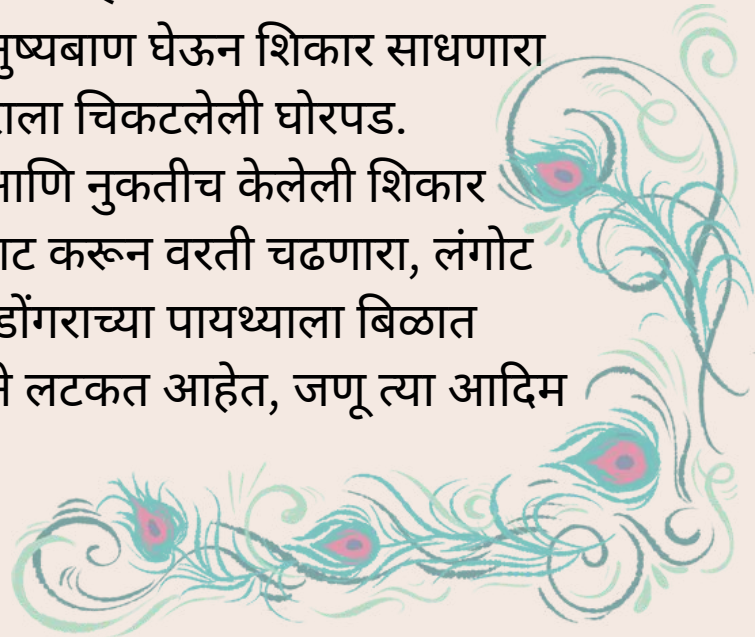 नुष्यबाण घेऊन शिकार साधणारा
चिकटलेली घोरपड.
आणि नुकतीच केलेली शिकार
करून वरती चढणारा, लंगोट
डोंगराच्या पायथ्याला बिळात
लटकत आहेत, जणू त्या आदिम